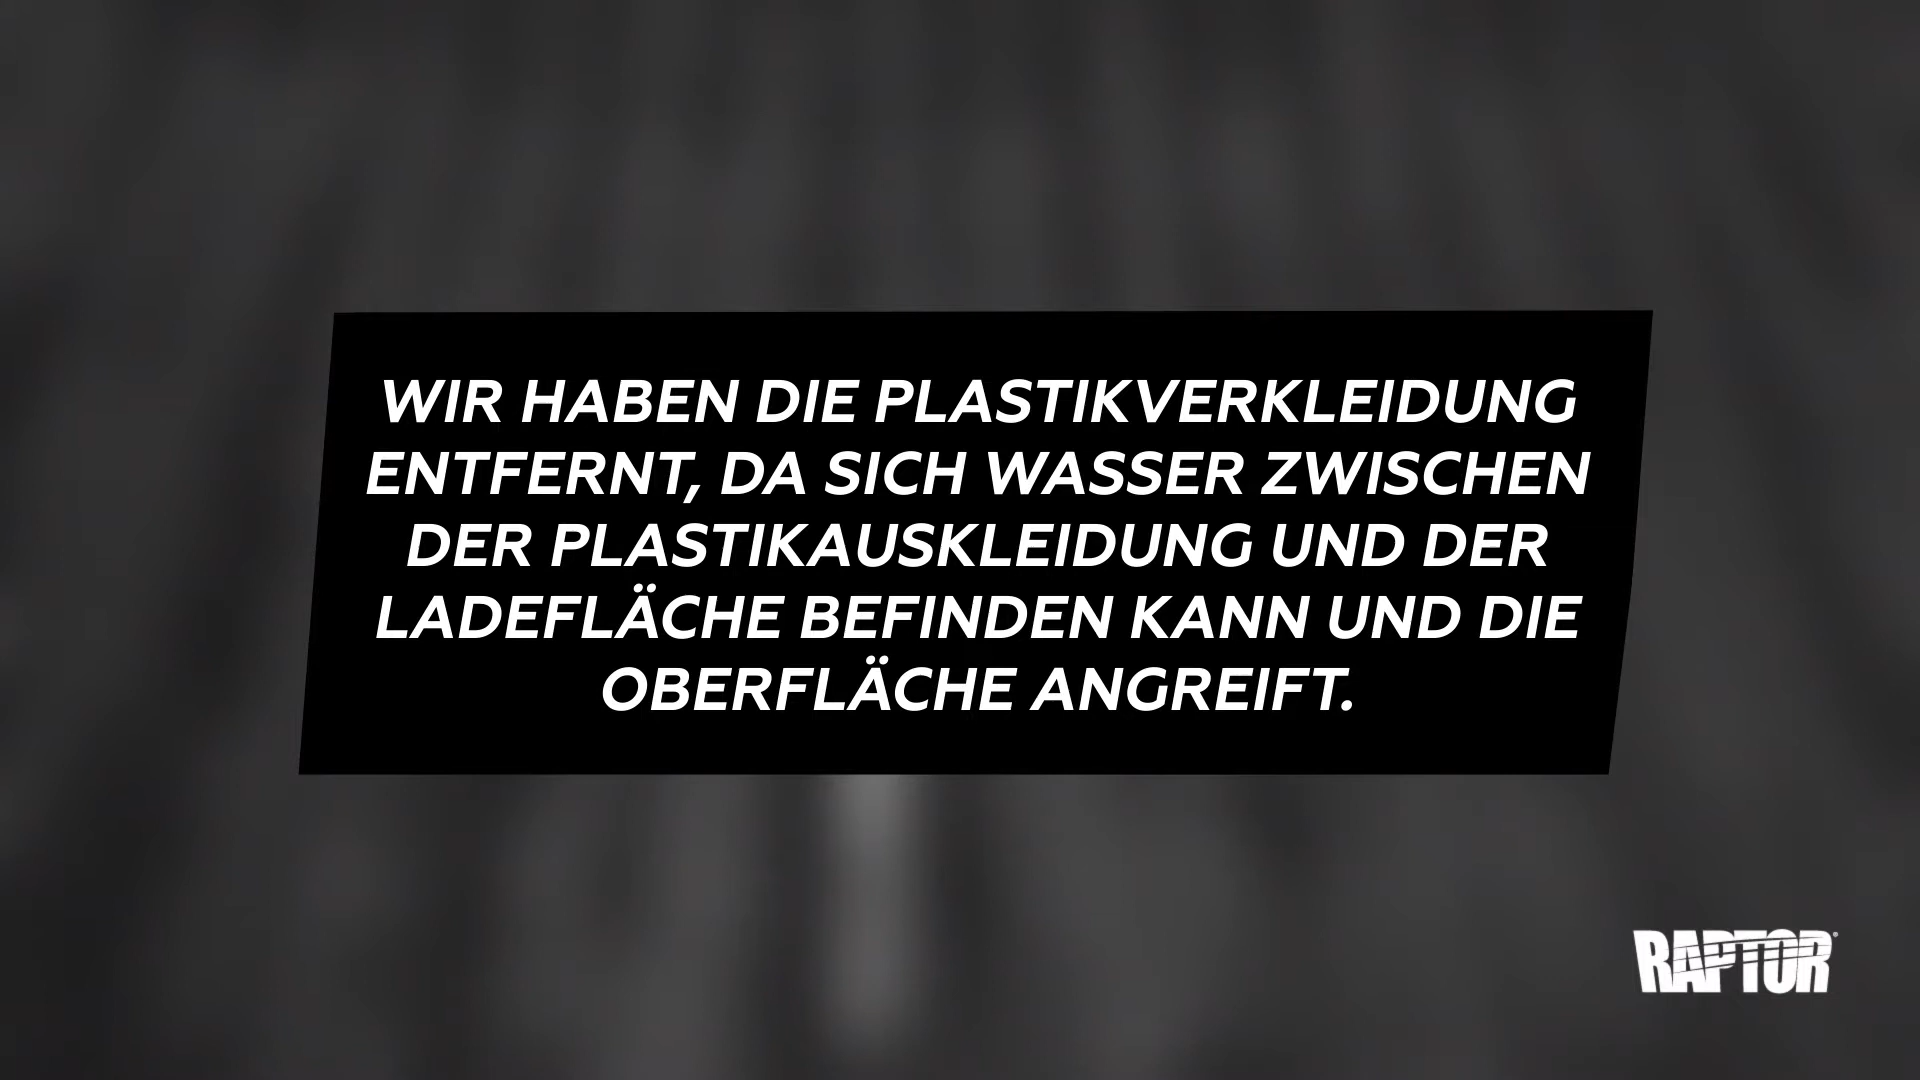 WIR HABEN DIE PLASTIKVERKLEIDUNG
ENTFERNT, DA SICH WASSER ZWISCHEN
DER PLASTIKAUSKLEIDUNG UND DER
LADEFLÄCHE BEFINDEN KANN UND DIE
OBERFLÄCHE ANGREIFT.
RAPTOR®